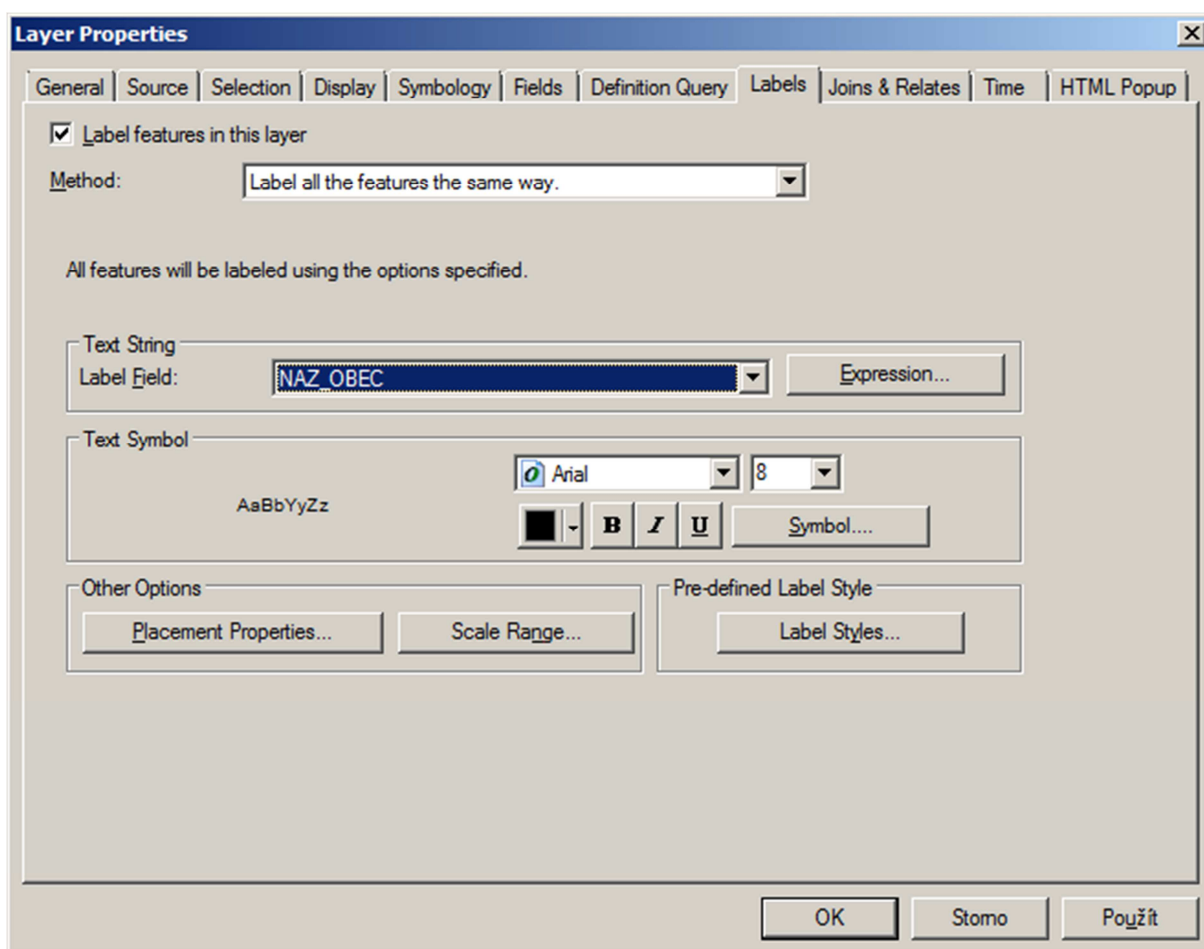 Layer Properties
General Source Selection Display Symbology Fields Definition Query Labels Joins & Relates Time HTML Popup
Label features in this layer
Method: Label all the features the same way.
All features will be labeled using the options specified.
Text String
Label Field: NAZ_OBEC Expression...
Text Symbol
Arial 8
AaBbYyZz
B I U Symbol....
Other Options Pre-defined Label Style
Placement Properties... Scale Range... Label Styles...
OK Storno Použít